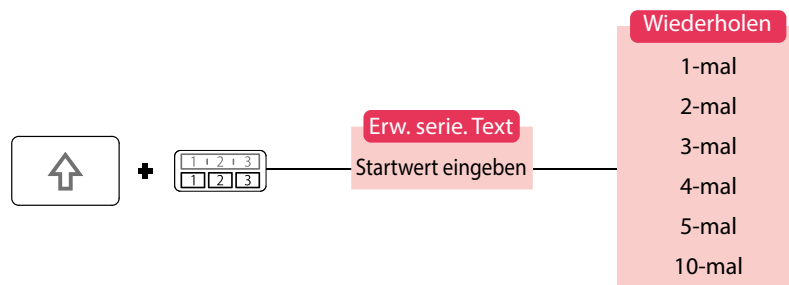 1 2 3
1 2 3
Erw. serie. Text
Startwert eingeben
Wiederholen
1-mal
2-mal
3-mal
4-mal
5-mal
10-mal